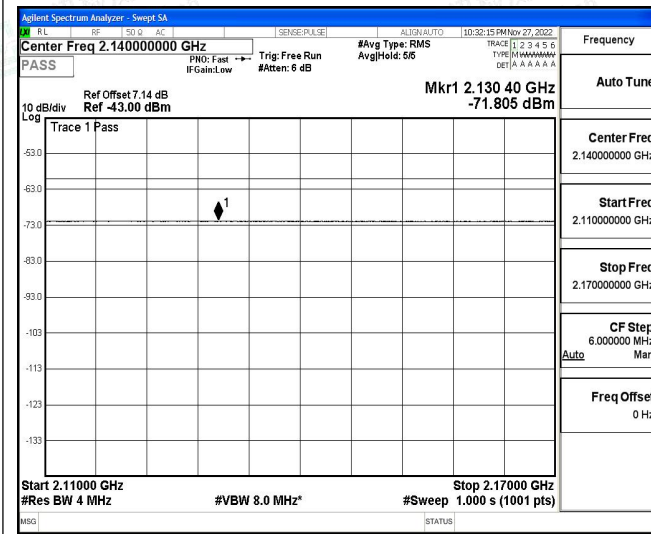 Agilent Spectrum Analyzer - Swept SA
LXI RL RF 50 Ω AC SENSE:PULSE ALIGN AUTO 10:32:15 PM Nov 27, 2022
Center Freq 2.140000000 GHz #Avg Type: RMS TRACE 1 2 3 4 5 6
PASS PNO: Fast Trig: Free Run Avg|Hold: 5/5 TYPE M
IFGain:Low #Atten: 6 dB DET A A A A A A
Mkr1 2.130 40 GHz
-71.805 dBm
Ref Offset 7.14 dB
10 dB/div Ref -43.00 dBm
Log
Trace 1 Pass
1
-53.0
-63.0
-73.0
-83.0
-93.0
-103
-113
-123
-133
Start 2.11000 GHz Stop 2.17000 GHz
#Res BW 4 MHz #VBW 8.0 MHz* #Sweep 1.000 s (1001 pts)
MSG STATUS
Frequency
Auto Tune
Center Freq
2.140000000 GHz
Start Freq
2.110000000 GHz
Stop Freq
2.170000000 GHz
CF Step
6.000000 MHz
Auto Man
Freq Offset
0 Hz